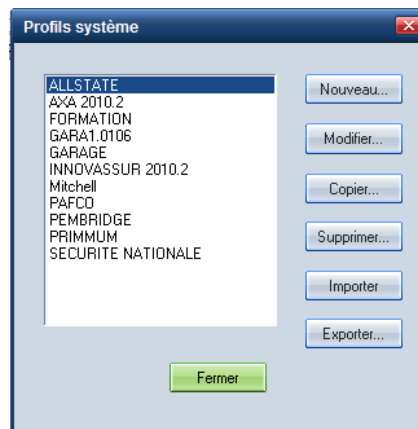 Profils système
ALLSTATE
AXA 2010.2
FORMATION
GARA1.0106
GARAGE
INNOVASSUR 2010.2
Mitchell
PAFCO
PEMBRIDGE
PRIMMUM
SECURITE NATIONALE
Nouveau...
Modifier...
Copier...
Supprimer...
Importer
Exporter...
Fermer